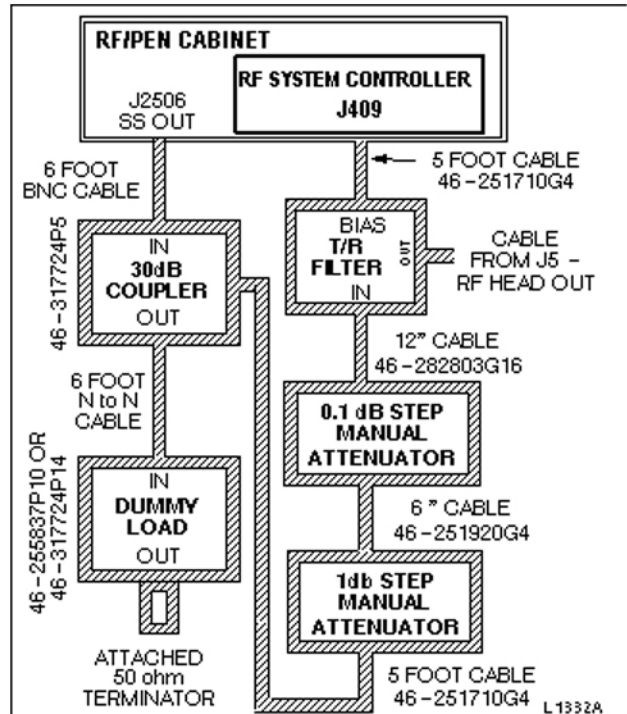 RF/PEN CABINET
RF SYSTEM CONTROLLER
J409
J2506
SS OUT
6 FOOT
BNC CABLE
5 FOOT CABLE
46-251710G4
46-317724P5
IN
30dB
COUPLER
OUT
BIAS
T/R
FILTER
OUT
IN
CABLE
FROM J5 -
RF HEAD OUT
12" CABLE
46-282803G16
6 FOOT
N to N
CABLE
0.1 dB STEP
MANUAL
ATTENUATOR
46-255837P10 OR
46-317724P14
IN
DUMMY
LOAD
OUT
6 " CABLE
46-251920G4
1db STEP
MANUAL
ATTENUATOR
ATTACHED
50 ohm
TERMINATOR
5 FOOT CABLE
46-251710G4
L1332A